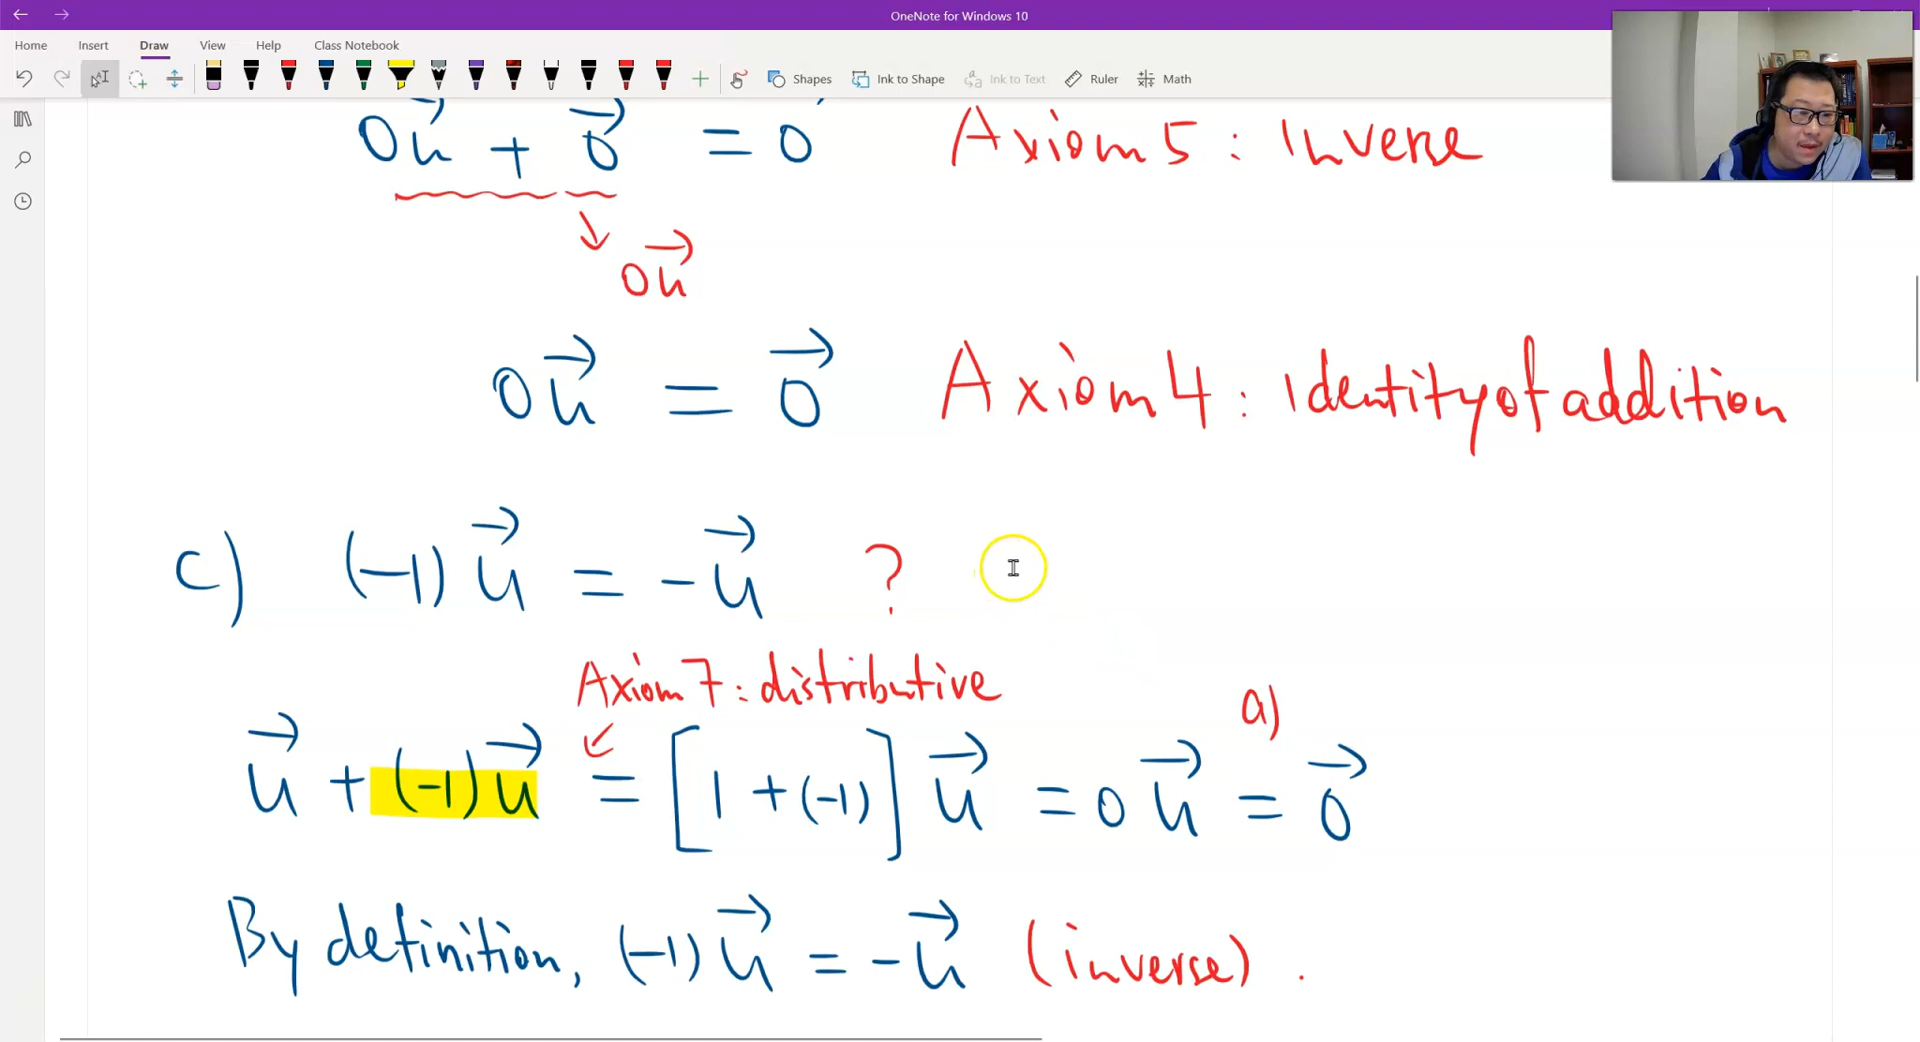 OneNote for Windows 10
Home Insert Draw View Help Class Notebook
Shapes Ink to Shape Ink to Text Ruler Math
0u⃗ + 0⃗ = 0⃗ Axiom 5 : Inverse
0u⃗
0u⃗ = 0⃗ Axiom 4 : Identity of addition
c) (-1)u⃗ = -u⃗ ?
Axiom 7 : distributive a)
u⃗ + (-1)u⃗ = [1 + (-1)] u⃗ = 0u⃗ = 0⃗
By definition, (-1)u⃗ = -u⃗ (inverse).